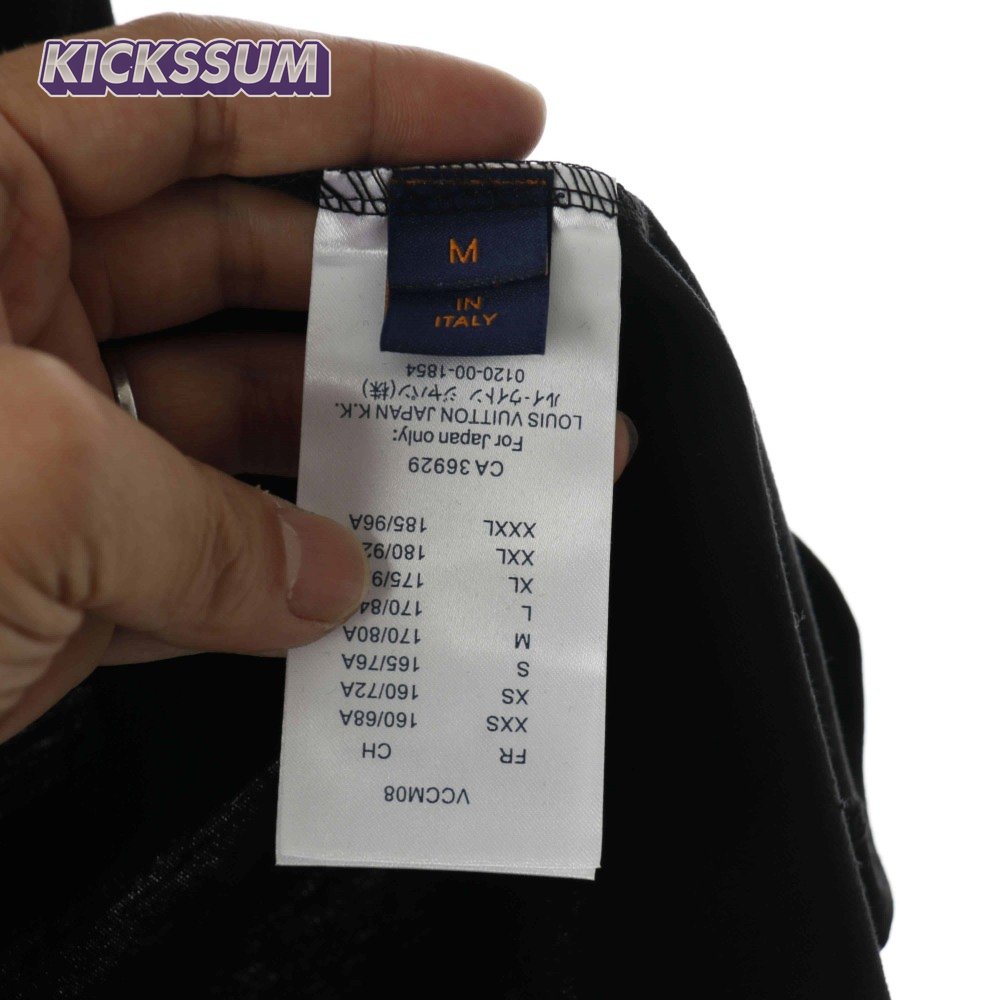 KICKSSUM
M
IN
ITALY
VCCM08
FR CH
XXS 160/68A
XS 160/72A
S 165/76A
M 170/80A
L 170/84
XL 175/
XXL 180/92
XXXL 185/96A
CA 36929
For Japan only:
LOUIS VUITTON JAPAN K.K.
ルイ・ヴィトン ジャパン(株)
0120-00-1854